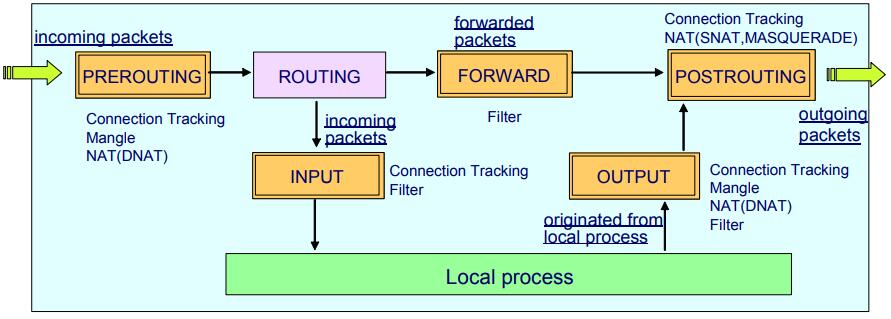 incoming packets
PREROUTING
Connection Tracking
Mangle
NAT(DNAT)
ROUTING
incoming
packets
forwarded
packets
FORWARD
Filter
Connection Tracking
NAT(SNAT,MASQUERADE)
POSTROUTING
outgoing
packets
INPUT
Connection Tracking
Filter
OUTPUT
Connection Tracking
Mangle
NAT(DNAT)
Filter
originated from
local process
Local process